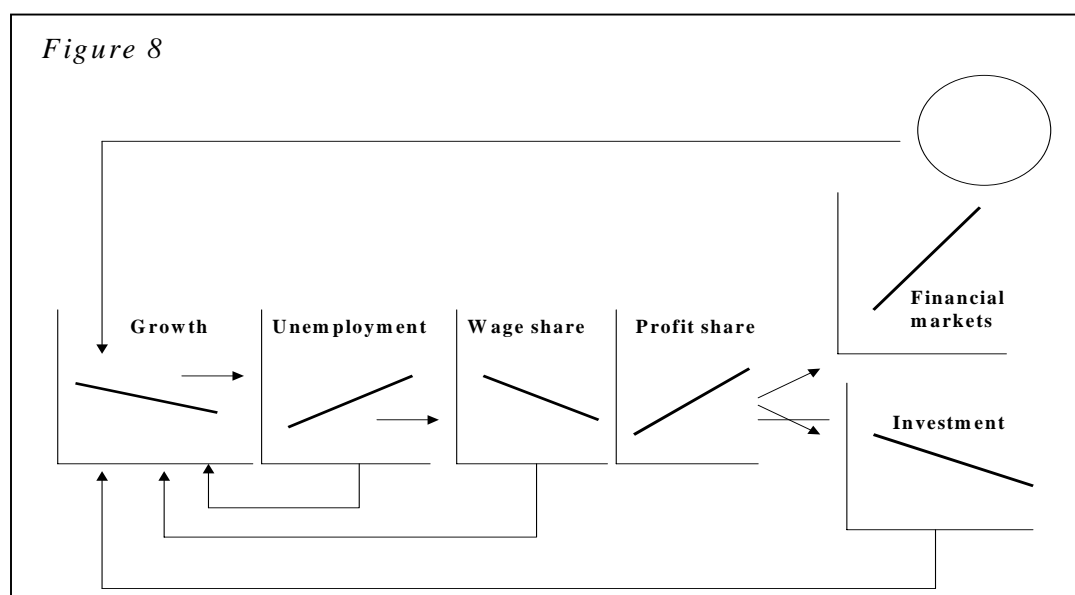 Figure 8
Growth
Unemployment
Wage share
Profit share
Financial
markets
Investment